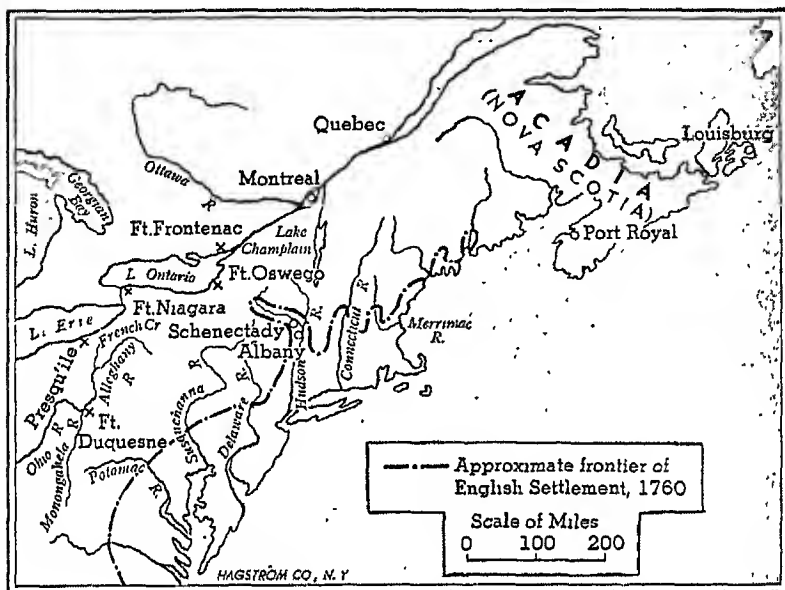 ACADIA
(NOVA SCOTIA)
Quebec
Louisburg
Ottawa R
Montreal
Georgian
Bay
L. Huron
Ft. Frontenac
Lake
Champlain
Port Royal
L Ontario
Ft. Oswego
Ft. Niagara
L. Erie
French Cr
Schenectady
Albany
R.
Connecticut R
Merrimac
R.
Hudson
Presqu'ile
Alleghany
R
Ft.
Duquesne
Susquehanna
R
Delaware
R.
Ohio R
Monongahela R
Potomac
R
Approximate frontier of
English Settlement, 1760
Scale of Miles
0 100 200
HAGSTRÖM CO., N. Y